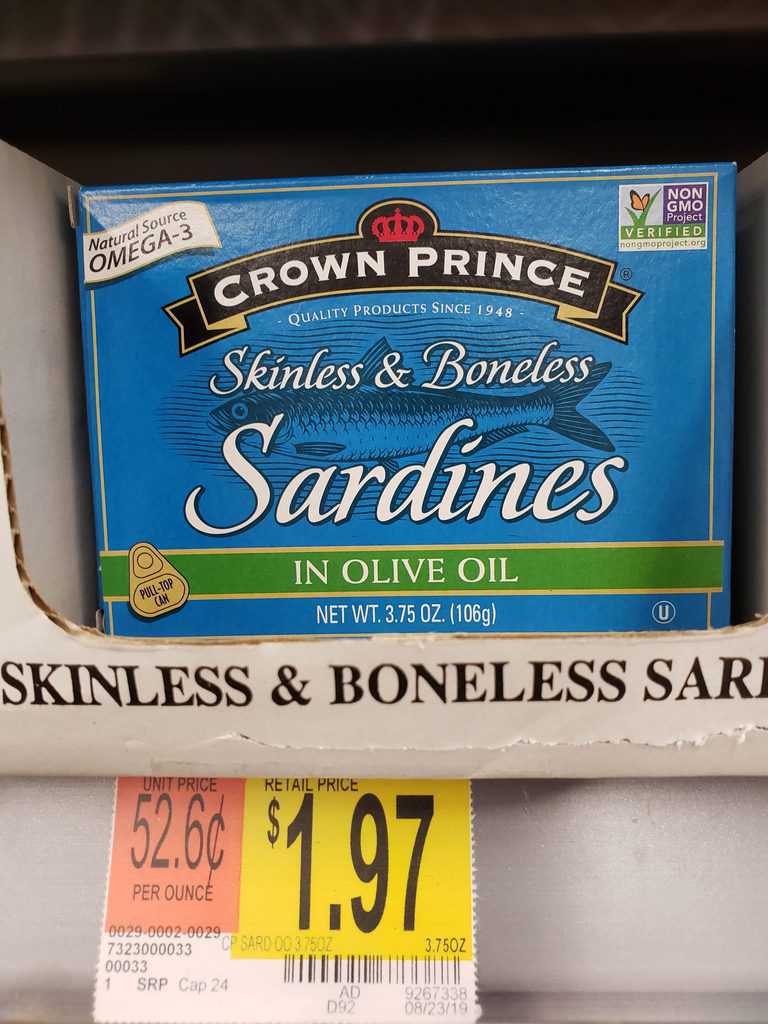 Natural Source
OMEGA-3
NON
GMO
Project
VERIFIED
nongmoproject.org
CROWN PRINCE®
- QUALITY PRODUCTS SINCE 1948 -
Skinless & Boneless
Sardines
IN OLIVE OIL
PULL-TOP
CAN
NET WT. 3.75 OZ. (106g)
U
SKINLESS & BONELESS SARD
UNIT PRICE
52.6¢
PER OUNCE
RETAIL PRICE
$1.97
0029-0002-0029
7323000033
CP SARD OO 3.75OZ
3.75OZ
00033
1 SRP Cap 24
AD
9267338
D92
08/23/19